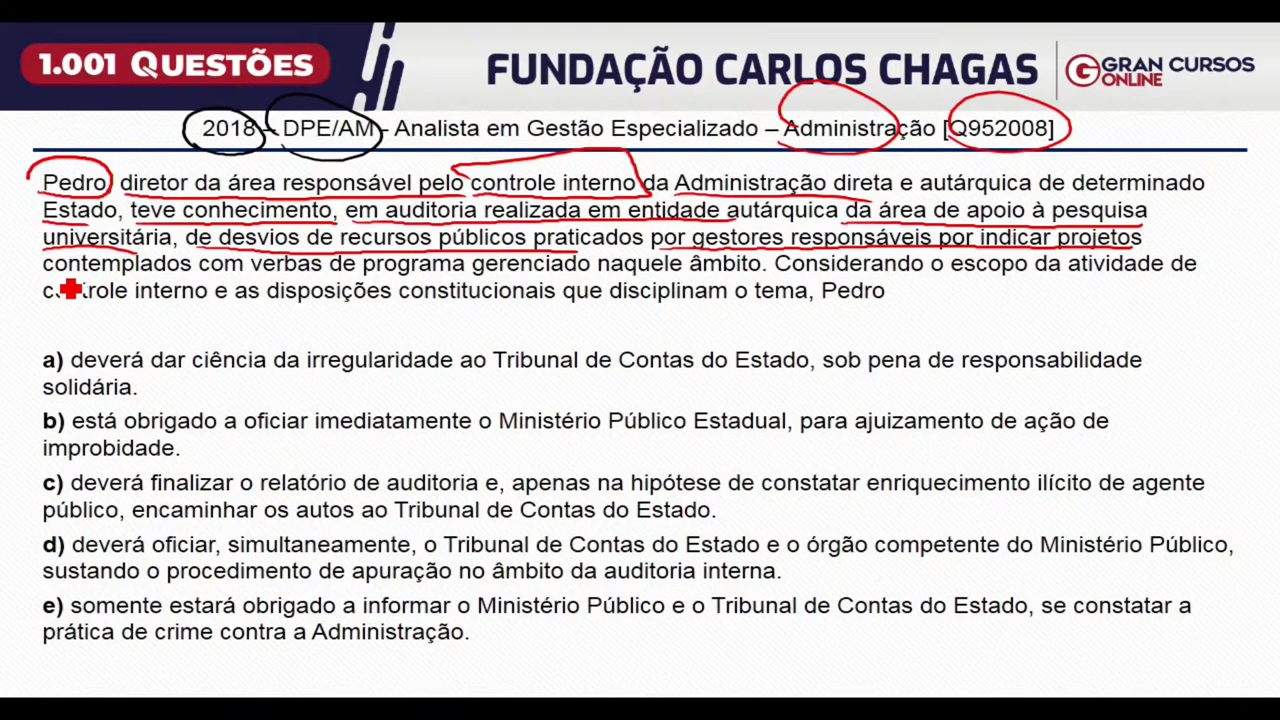 1.001 QUESTÕES
FUNDAÇÃO CARLOS CHAGAS
GRAN CURSOS
ONLINE
2018 – DPE/AM - Analista em Gestão Especializado – Administração [Q952008]
Pedro, diretor da área responsável pelo controle interno da Administração direta e autárquica de determinado
Estado, teve conhecimento, em auditoria realizada em entidade autárquica da área de apoio à pesquisa
universitária, de desvios de recursos públicos praticados por gestores responsáveis por indicar projetos
contemplados com verbas de programa gerenciado naquele âmbito. Considerando o escopo da atividade de
controle interno e as disposições constitucionais que disciplinam o tema, Pedro
a) deverá dar ciência da irregularidade ao Tribunal de Contas do Estado, sob pena de responsabilidade
solidária.
b) está obrigado a oficiar imediatamente o Ministério Público Estadual, para ajuizamento de ação de
improbidade.
c) deverá finalizar o relatório de auditoria e, apenas na hipótese de constatar enriquecimento ilícito de agente
público, encaminhar os autos ao Tribunal de Contas do Estado.
d) deverá oficiar, simultaneamente, o Tribunal de Contas do Estado e o órgão competente do Ministério Público,
sustando o procedimento de apuração no âmbito da auditoria interna.
e) somente estará obrigado a informar o Ministério Público e o Tribunal de Contas do Estado, se constatar a
prática de crime contra a Administração.